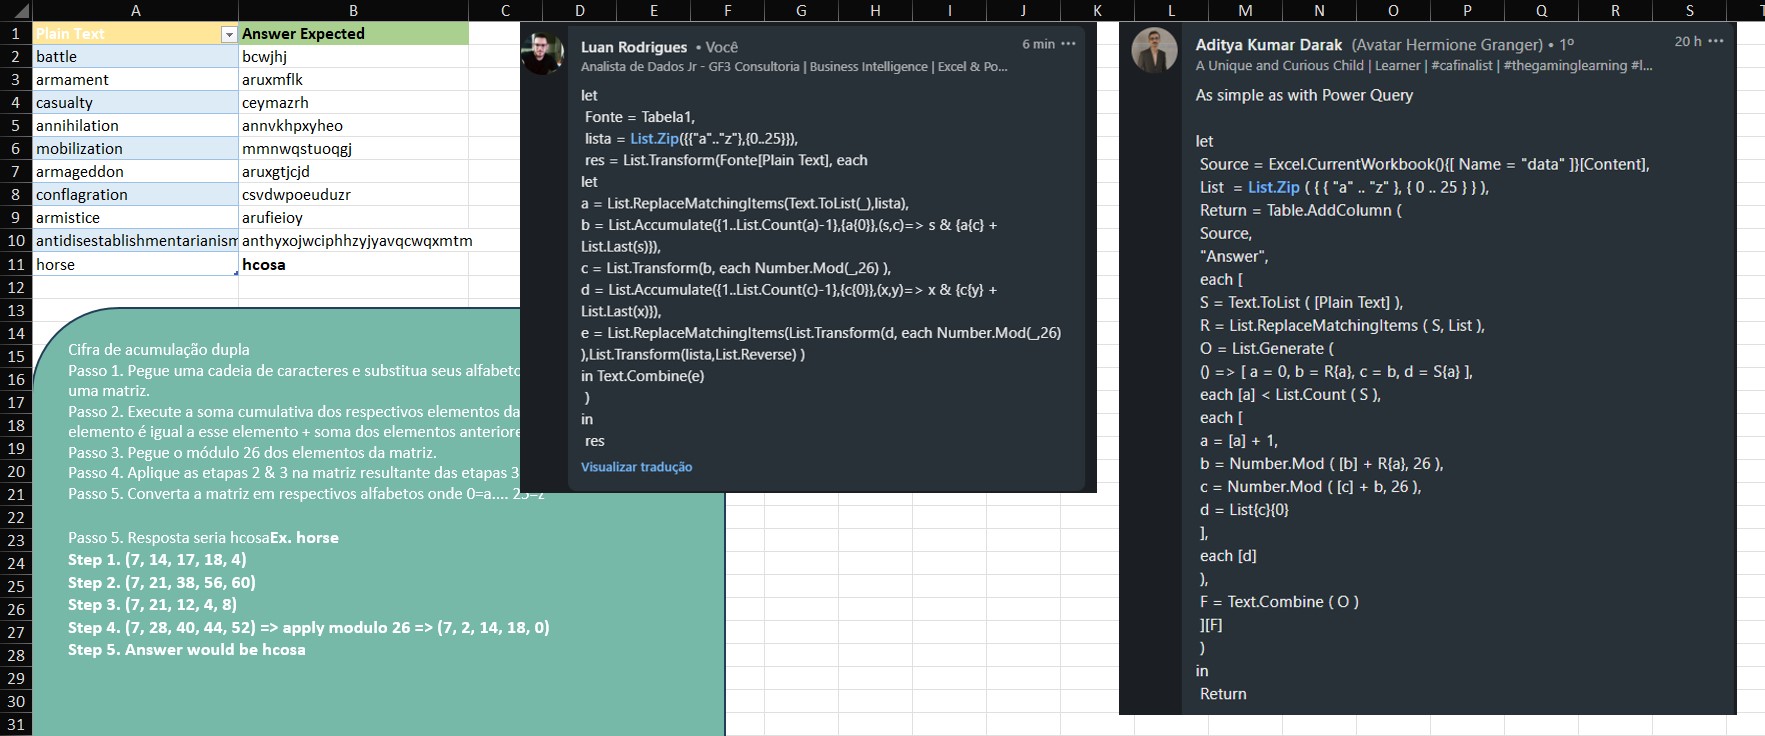 A B C D E F G H I J K L M N O P Q R S
1 Plain Text Answer Expected
2 battle bcwjhj
3 armament aruxmflk
4 casualty ceymazrh
5 annihilation annvkhpxyheo
6 mobilization mmnwqstuoqgj
7 armageddon aruxgtjcjd
8 conflagration csvdwpoeuduzr
9 armistice arufieioy
10 antidisestablishmentarianism anthyxojwciphhzyjyavqcwqxmtm
11 horse hcosa
12
13
14
15
16
17
18
19
20
21
22
23
24
25
26
27
28
29
30
31
Cifra de acumulação dupla
Passo 1. Pegue uma cadeia de caracteres e substitua seus alfabeto
uma matriz.
Passo 2. Execute a soma cumulativa dos respectivos elementos da
elemento é igual a esse elemento + soma dos elementos anteriore
Passo 3. Pegue o módulo 26 dos elementos da matriz.
Passo 4. Aplique as etapas 2 & 3 na matriz resultante das etapas 3
Passo 5. Converta a matriz em respectivos alfabetos onde 0=a.... 25=z
Passo 5. Resposta seria hcosaEx. horse
Step 1. (7, 14, 17, 18, 4)
Step 2. (7, 21, 38, 56, 60)
Step 3. (7, 21, 12, 4, 8)
Step 4. (7, 28, 40, 44, 52) => apply modulo 26 => (7, 2, 14, 18, 0)
Step 5. Answer would be hcosa
Luan Rodrigues • Você 6 min •••
Analista de Dados Jr - GF3 Consultoria | Business Intelligence | Excel & Po...
let
Fonte = Tabela1,
lista = List.Zip({{"a".."z"},{0..25}}),
res = List.Transform(Fonte[Plain Text], each
let
a = List.ReplaceMatchingItems(Text.ToList(_),lista),
b = List.Accumulate({1..List.Count(a)-1},{a{0}},(s,c)=> s & {a{c} +
List.Last(s)}),
c = List.Transform(b, each Number.Mod(_,26) ),
d = List.Accumulate({1..List.Count(c)-1},{c{0}},(x,y)=> x & {c{y} +
List.Last(x)}),
e = List.ReplaceMatchingItems(List.Transform(d, each Number.Mod(_,26)
),List.Transform(lista,List.Reverse) )
in Text.Combine(e)
)
in
res
Visualizar tradução
Aditya Kumar Darak (Avatar Hermione Granger) • 1º 20 h •••
A Unique and Curious Child | Learner | #cafinalist | #thegaminglearning #l...
As simple as with Power Query
let
Source = Excel.CurrentWorkbook(){[ Name = "data" ]}[Content],
List = List.Zip ( { { "a" .. "z" }, { 0 .. 25 } } ),
Return = Table.AddColumn (
Source,
"Answer",
each [
S = Text.ToList ( [Plain Text] ),
R = List.ReplaceMatchingItems ( S, List ),
O = List.Generate (
() => [ a = 0, b = R{a}, c = b, d = S{a} ],
each [a] < List.Count ( S ),
each [
a = [a] + 1,
b = Number.Mod ( [b] + R{a}, 26 ),
c = Number.Mod ( [c] + b, 26 ),
d = List{c}{0}
],
each [d]
),
F = Text.Combine ( O )
][F]
)
in
Return